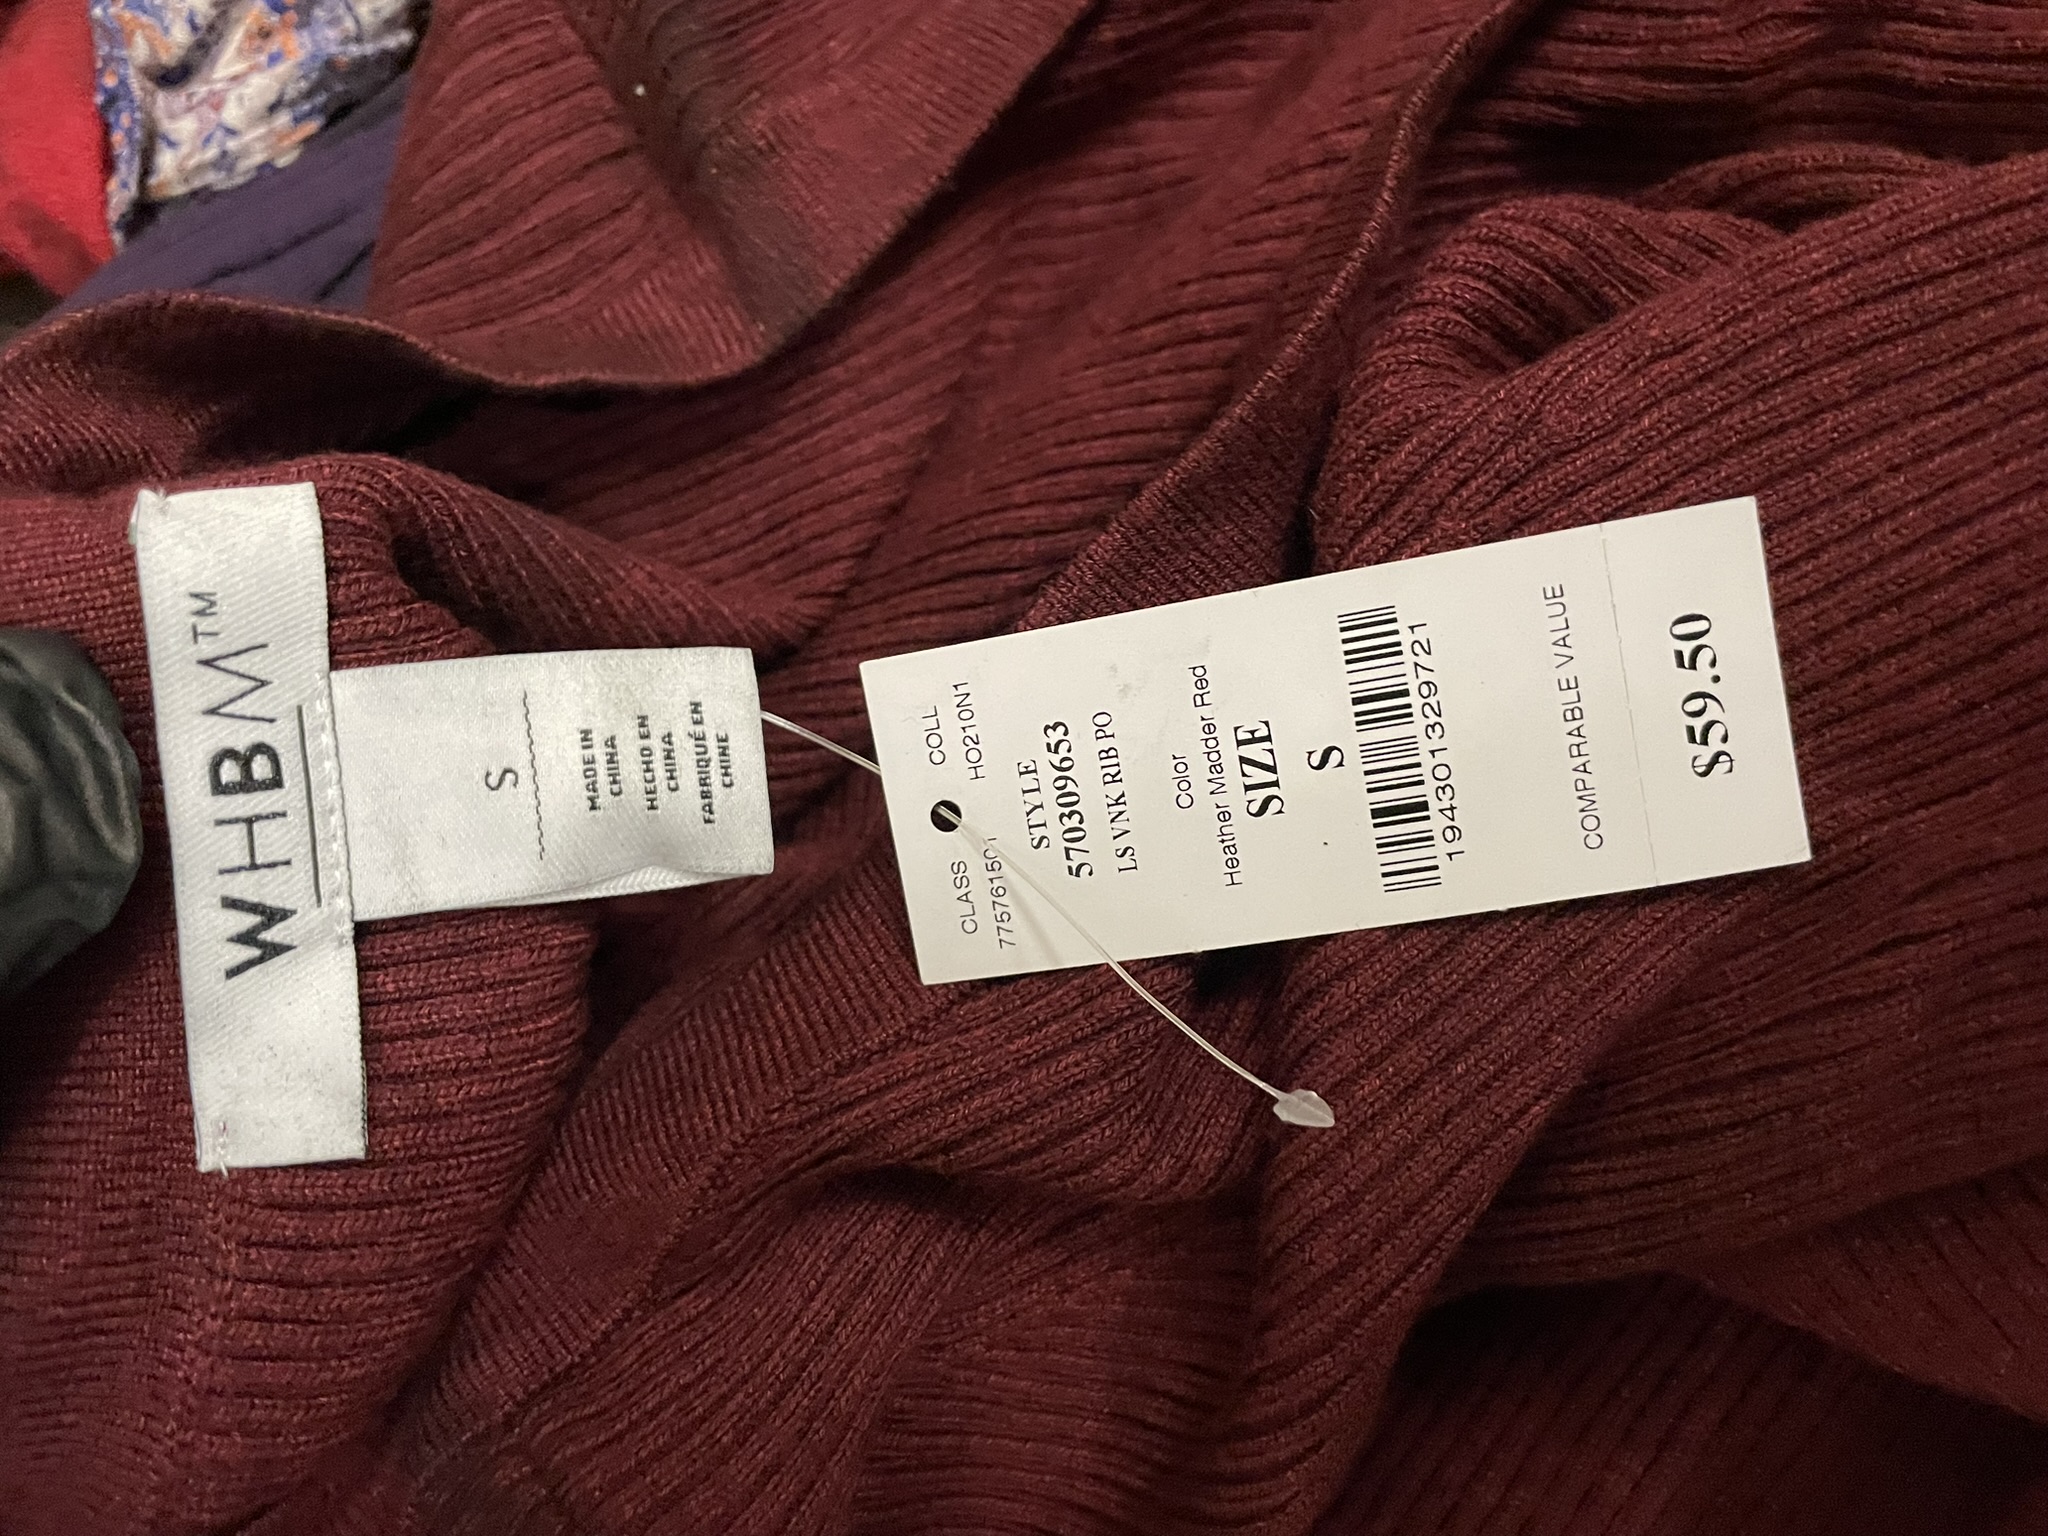 WHBM™
S
MADE IN
CHINA
HECHO EN
CHINA
FABRIQUÉ EN
CHINE
CLASS COLL
HO210N1
STYLE
570309653
LS VNK RIB PO
Color
Heather Madder Red
SIZE
S
194301329721
COMPARABLE VALUE
$59.50